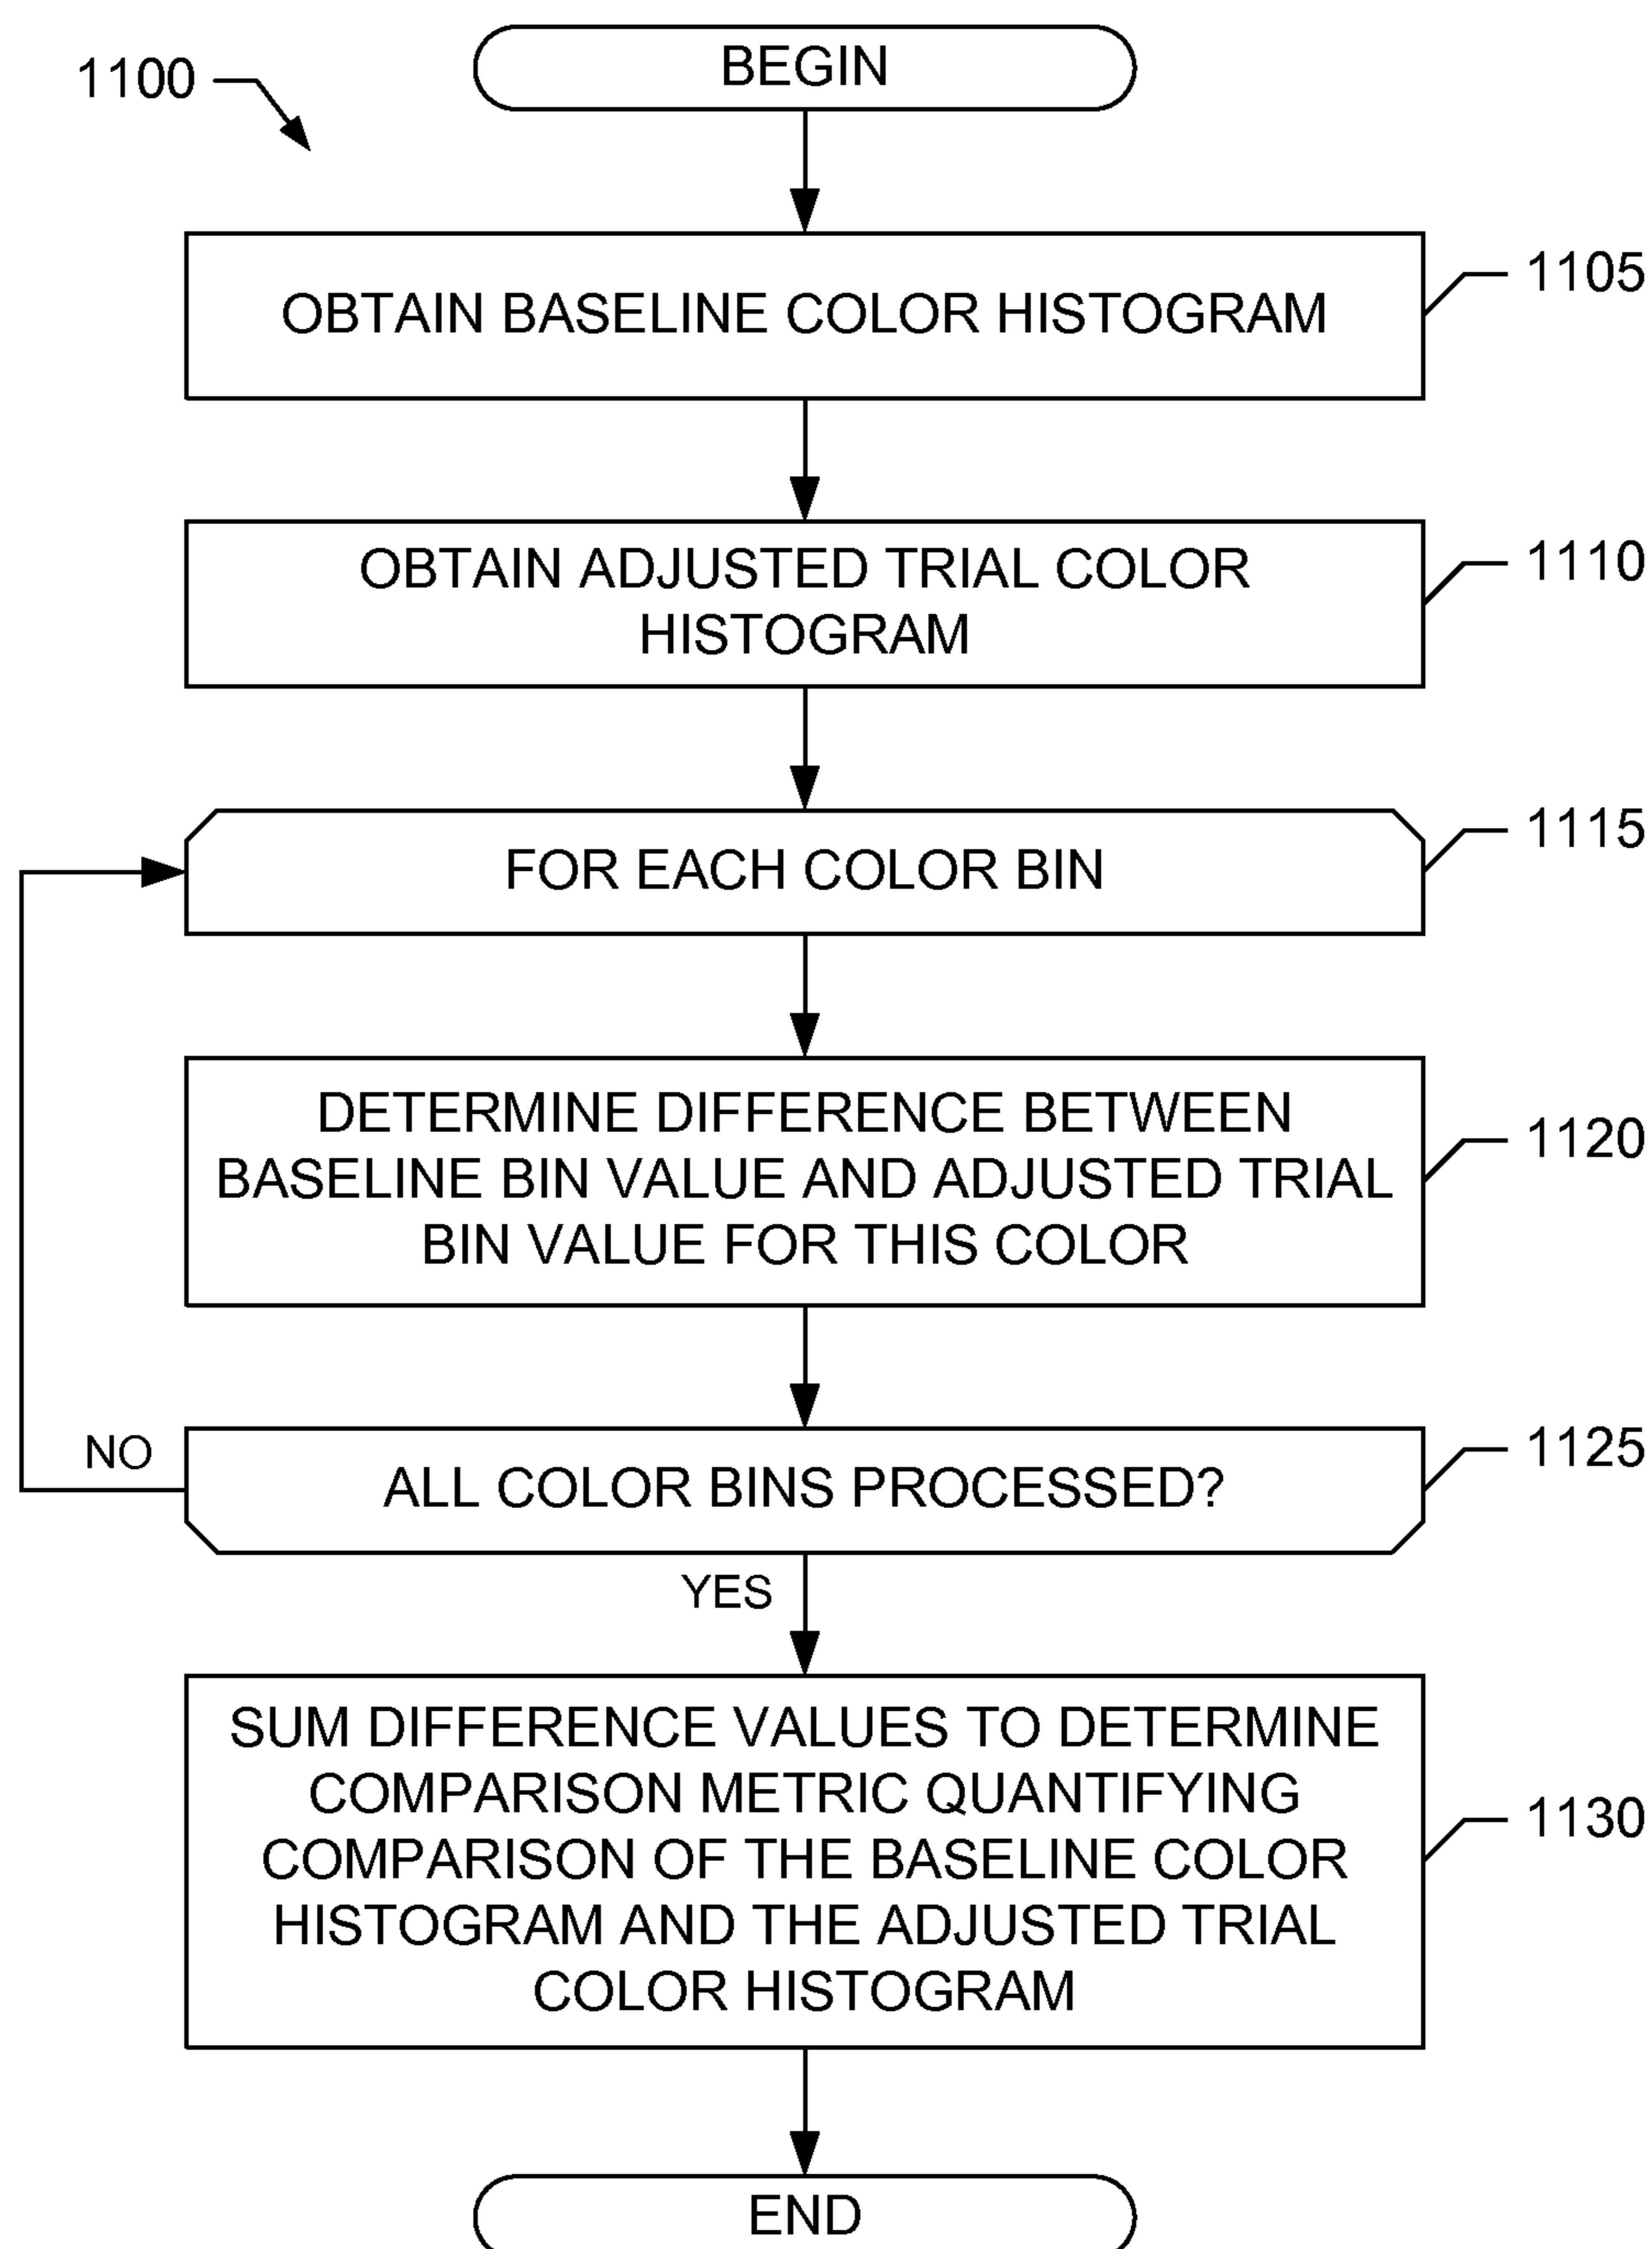 1100
BEGIN
OBTAIN BASELINE COLOR HISTOGRAM
1105
OBTAIN ADJUSTED TRIAL COLOR
HISTOGRAM
1110
FOR EACH COLOR BIN
1115
DETERMINE DIFFERENCE BETWEEN
BASELINE BIN VALUE AND ADJUSTED TRIAL
BIN VALUE FOR THIS COLOR
1120
ALL COLOR BINS PROCESSED?
1125
NO
YES
SUM DIFFERENCE VALUES TO DETERMINE
COMPARISON METRIC QUANTIFYING
COMPARISON OF THE BASELINE COLOR
HISTOGRAM AND THE ADJUSTED TRIAL
COLOR HISTOGRAM
1130
END